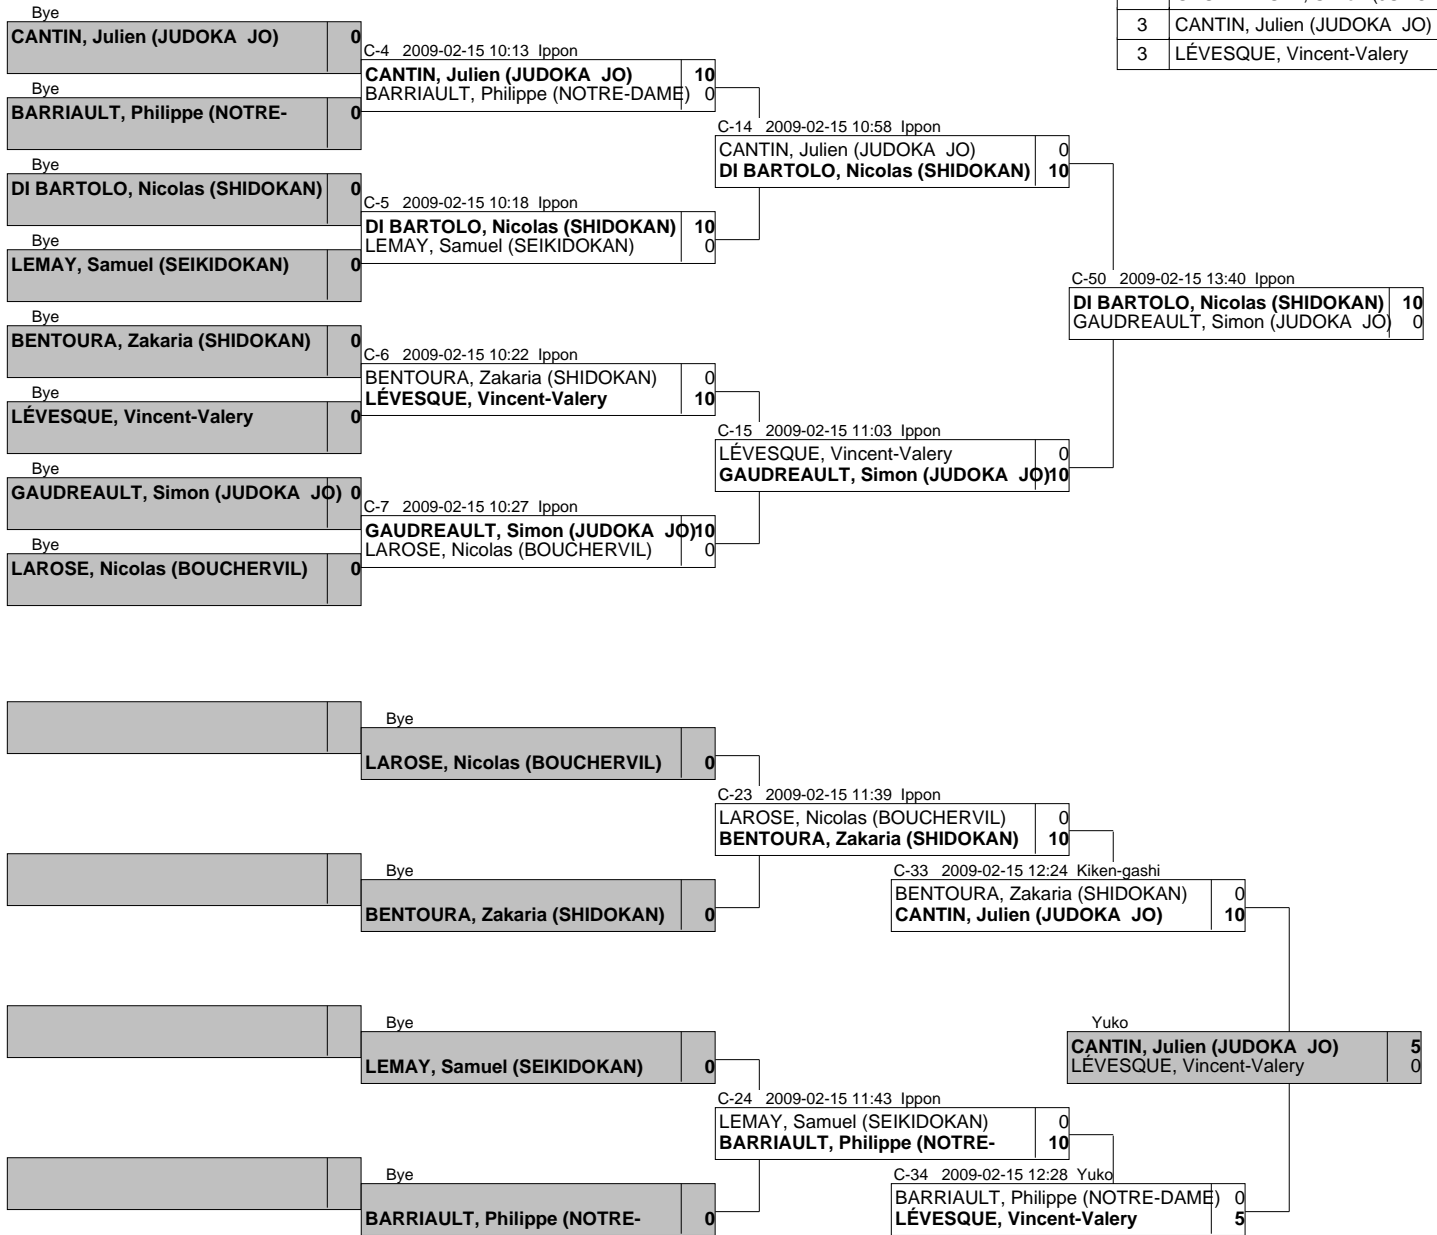 3 CANTIN, Julien (JUDOKA JO)
3 LÉVESQUE, Vincent-Valery
Bye
CANTIN, Julien (JUDOKA JO) 0
Bye
BARRIAULT, Philippe (NOTRE- 0
Bye
DI BARTOLO, Nicolas (SHIDOKAN) 0
Bye
LEMAY, Samuel (SEIKIDOKAN) 0
Bye
BENTOURA, Zakaria (SHIDOKAN) 0
Bye
LÉVESQUE, Vincent-Valery 0
Bye
GAUDREAULT, Simon (JUDOKA JO) 0
Bye
LAROSE, Nicolas (BOUCHERVIL) 0
C-4 2009-02-15 10:13 Ippon
CANTIN, Julien (JUDOKA JO) 10
BARRIAULT, Philippe (NOTRE-DAME) 0
C-5 2009-02-15 10:18 Ippon
DI BARTOLO, Nicolas (SHIDOKAN) 10
LEMAY, Samuel (SEIKIDOKAN) 0
C-6 2009-02-15 10:22 Ippon
BENTOURA, Zakaria (SHIDOKAN) 0
LÉVESQUE, Vincent-Valery 10
C-7 2009-02-15 10:27 Ippon
GAUDREAULT, Simon (JUDOKA JO) 10
LAROSE, Nicolas (BOUCHERVIL) 0
C-14 2009-02-15 10:58 Ippon
CANTIN, Julien (JUDOKA JO) 0
DI BARTOLO, Nicolas (SHIDOKAN) 10
C-15 2009-02-15 11:03 Ippon
LÉVESQUE, Vincent-Valery 0
GAUDREAULT, Simon (JUDOKA JO) 10
C-50 2009-02-15 13:40 Ippon
DI BARTOLO, Nicolas (SHIDOKAN) 10
GAUDREAULT, Simon (JUDOKA JO) 0
Bye
LAROSE, Nicolas (BOUCHERVIL) 0
Bye
BENTOURA, Zakaria (SHIDOKAN) 0
Bye
LEMAY, Samuel (SEIKIDOKAN) 0
Bye
BARRIAULT, Philippe (NOTRE- 0
C-23 2009-02-15 11:39 Ippon
LAROSE, Nicolas (BOUCHERVIL) 0
BENTOURA, Zakaria (SHIDOKAN) 10
C-24 2009-02-15 11:43 Ippon
LEMAY, Samuel (SEIKIDOKAN) 0
BARRIAULT, Philippe (NOTRE- 10
C-33 2009-02-15 12:24 Kiken-gashi
BENTOURA, Zakaria (SHIDOKAN) 0
CANTIN, Julien (JUDOKA JO) 10
C-34 2009-02-15 12:28 Yuko
BARRIAULT, Philippe (NOTRE-DAME) 0
LÉVESQUE, Vincent-Valery 5
Yuko
CANTIN, Julien (JUDOKA JO) 5
LÉVESQUE, Vincent-Valery 0